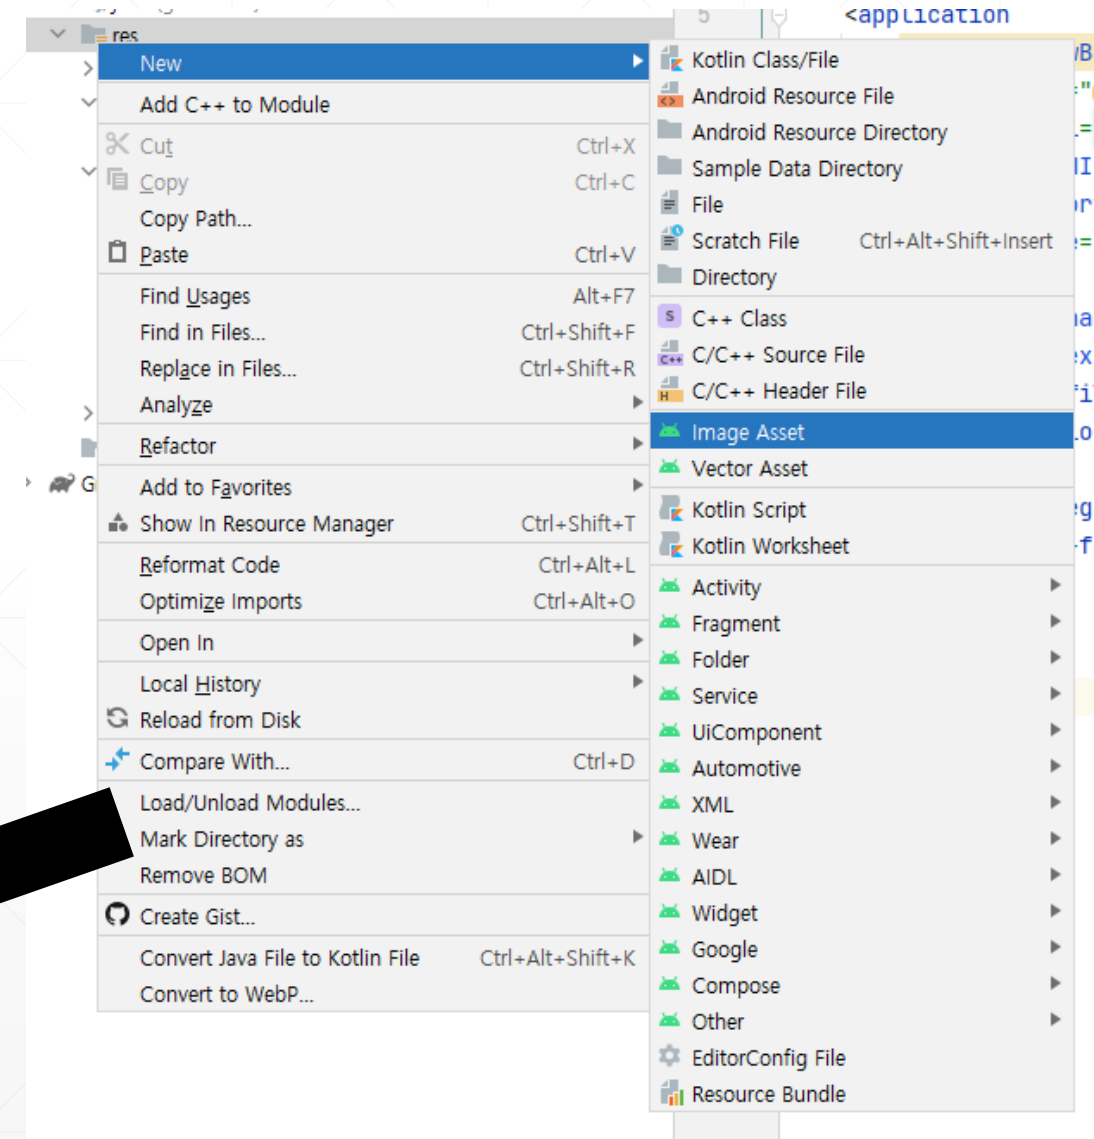 5
<application
res
New
Add C++ to Module
Cut Ctrl+X
Copy Ctrl+C
Copy Path...
Paste Ctrl+V
Find Usages Alt+F7
Find in Files... Ctrl+Shift+F
Replace in Files... Ctrl+Shift+R
Analyze
Refactor
Add to Favorites
G
Show In Resource Manager Ctrl+Shift+T
Reformat Code Ctrl+Alt+L
Optimize Imports Ctrl+Alt+O
Open In
Local History
Reload from Disk
Compare With... Ctrl+D
Load/Unload Modules...
Mark Directory as
Remove BOM
Create Gist...
Convert Java File to Kotlin File Ctrl+Alt+Shift+K
Convert to WebP...
Kotlin Class/File
Android Resource File
Android Resource Directory
Sample Data Directory
File
Scratch File Ctrl+Alt+Shift+Insert
Directory
S C++ Class
C++ C/C++ Source File
H C/C++ Header File
Image Asset
Vector Asset
Kotlin Script
Kotlin Worksheet
Activity
Fragment
Folder
Service
UiComponent
Automotive
XML
Wear
AIDL
Widget
Google
Compose
Other
EditorConfig File
Resource Bundle